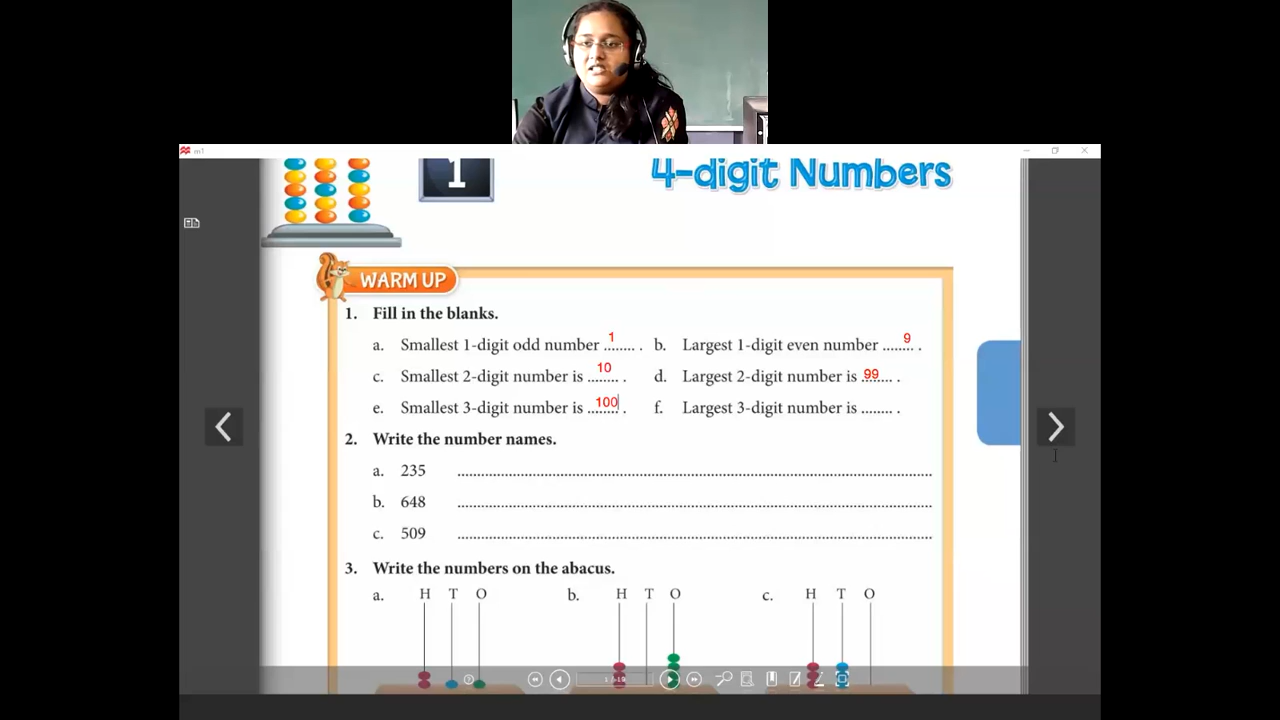 m1
1
4-digit Numbers
WARM UP
1. Fill in the blanks.
a. Smallest 1-digit odd number ...1..... . b. Largest 1-digit even number .....9... .
c. Smallest 2-digit number is ..10...... . d. Largest 2-digit number is 99........ .
e. Smallest 3-digit number is ..100...... . f. Largest 3-digit number is ........ .
2. Write the number names.
a. 235 ........................................................................
b. 648 ........................................................................
c. 509 ........................................................................
3. Write the numbers on the abacus.
a. H T O b. H T O c. H T O
1 / 19